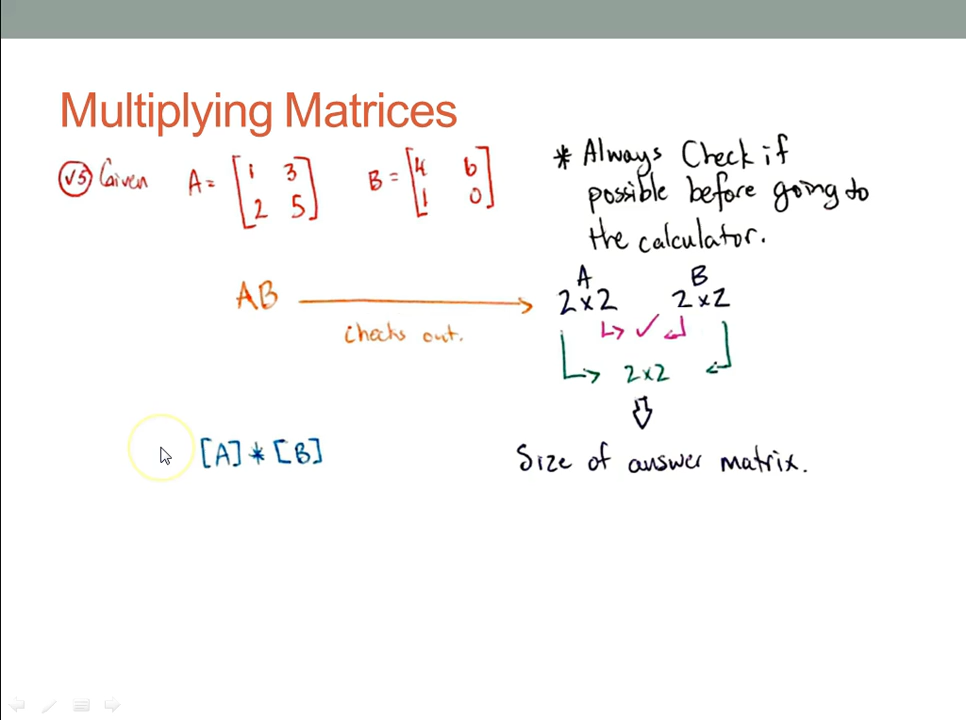 Multiplying Matrices
V5 Given A = [1 3
2 5] B = [4 6
1 0]
* Always Check if
possible before going to
the calculator.
AB
Checks out.
A B
2x2 2x2
✓
2x2
[A] * [B]
Size of answer matrix.